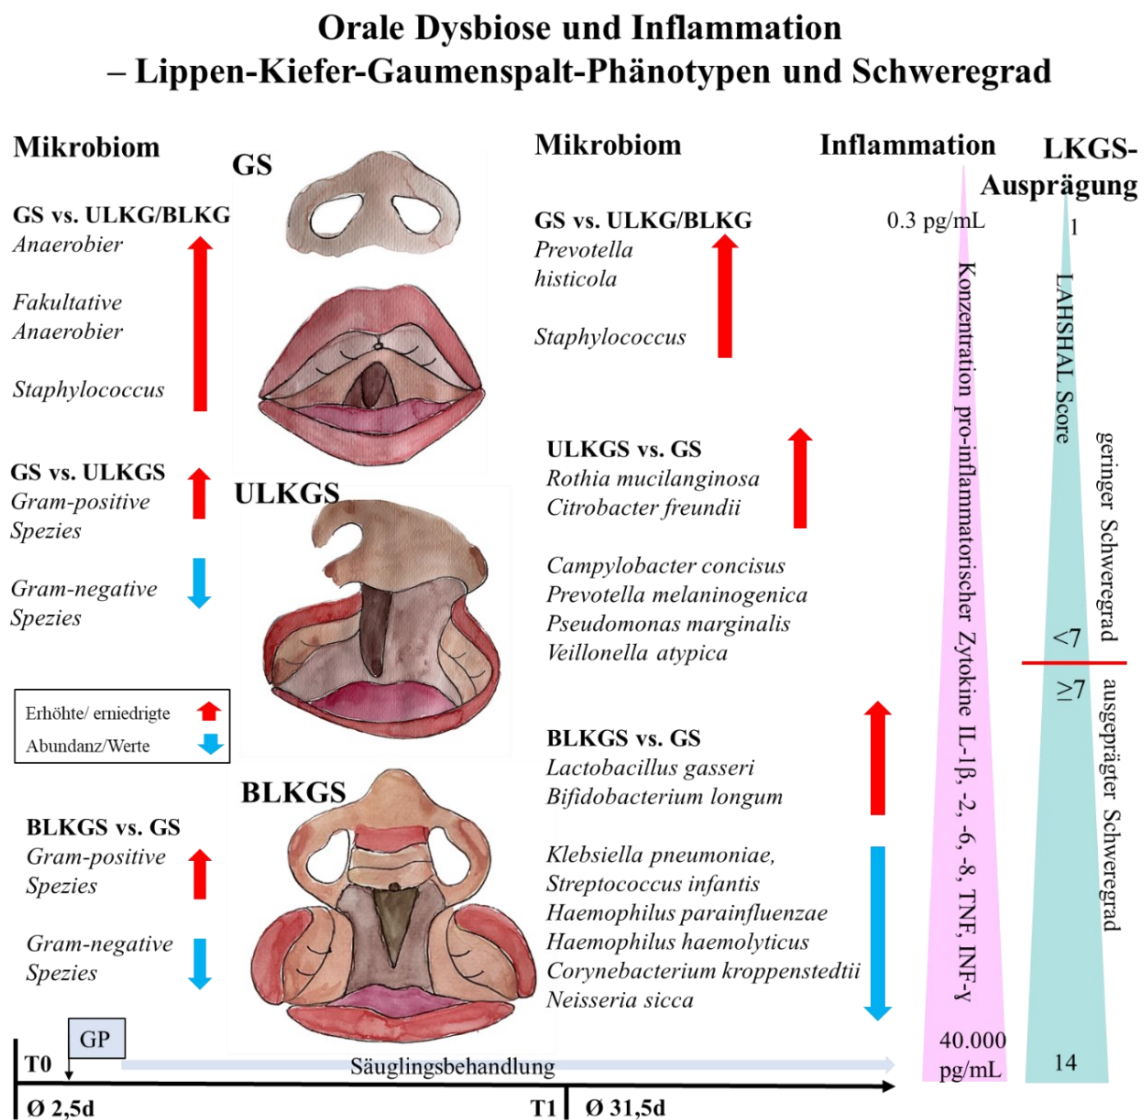 Orale Dysbiose und Inflammation
– Lippen-Kiefer-Gaumenspalt-Phänotypen und Schweregrad
Mikrobiom
GS vs. ULKG/BLKG
Anaerobier
Fakultative
Anaerobier
Staphylococcus
GS vs. ULKGS
Gram-positive
Spezies
Gram-negative
Spezies
Erhöhte/ erniedrigte
Abundanz/Werte
BLKGS vs. GS
Gram-positive
Spezies
Gram-negative
Spezies
GS
ULKGS
BLKGS
Mikrobiom
GS vs. ULKG/BLKG
Prevotella
histicola
Staphylococcus
ULKGS vs. GS
Rothia mucilanginosa
Citrobacter freundii
Campylobacter concisus
Prevotella melaninogenica
Pseudomonas marginalis
Veillonella atypica
BLKGS vs. GS
Lactobacillus gasseri
Bifidobacterium longum
Klebsiella pneumoniae,
Streptococcus infantis
Haemophilus parainfluenzae
Haemophilus haemolyticus
Corynebacterium kroppenstedtii
Neisseria sicca
Inflammation
0.3 pg/mL
Konzentration pro-inflammatorischer Zytokine IL-1β, -2, -6, -8, TNF, INF-γ
40.000
pg/mL
LKGS-
Ausprägung
1
LAHSHAL Score
<7
≥7
14
geringer Schweregrad
ausgeprägter Schweregrad
GP
T0
Säuglingsbehandlung
Ø 2,5d
T1
Ø 31,5d